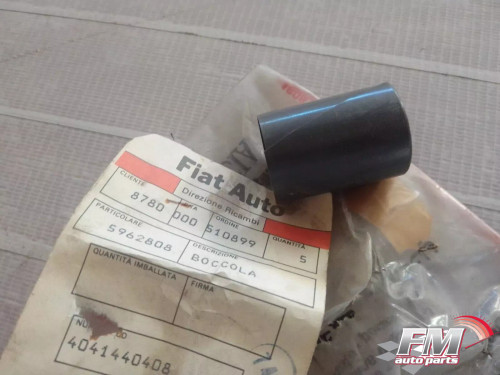 Fiat Auto
Direzione Ricambi
CLIENTE
ORDINE
QUANTITÀ
8780 000 510899 5
PARTICOLARE
DESCRIZIONE
5962808 BOCCOLA
QUANTITÀ IMBALLATA
FIRMA
4041440408
FM
auto parts